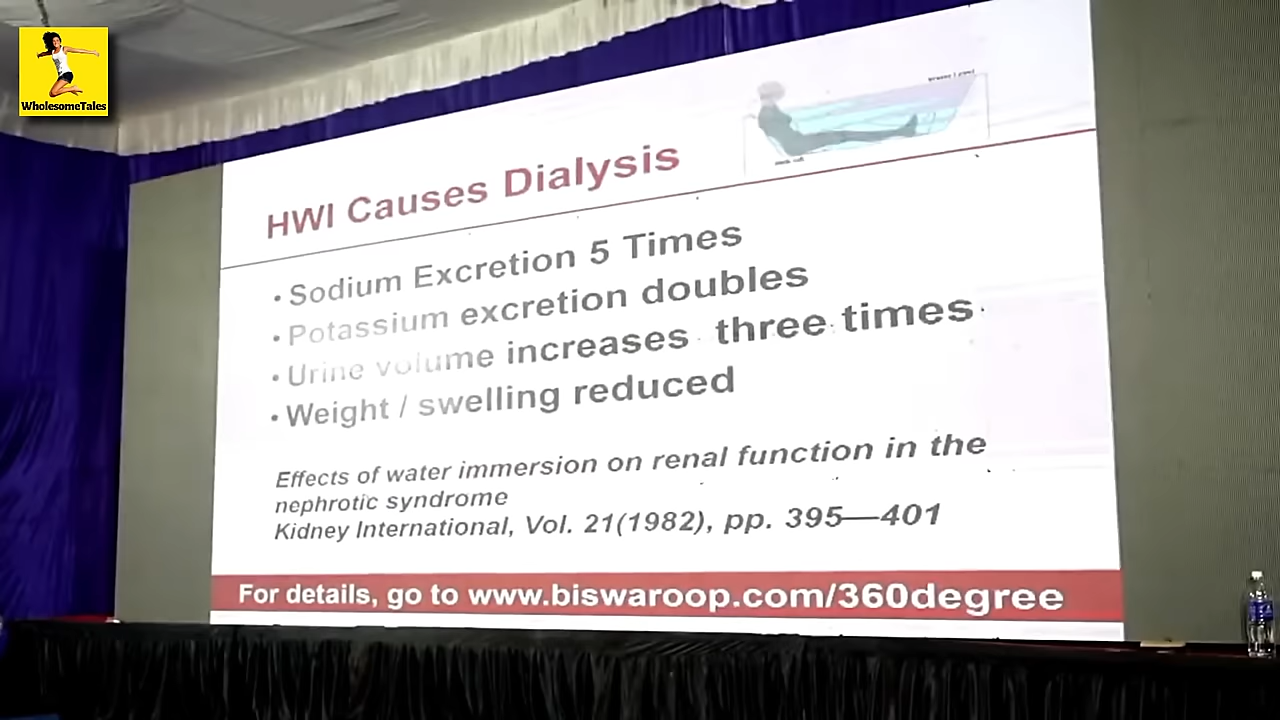 WholesomeTales
HWI Causes Dialysis
• Sodium Excretion 5 Times
• Potassium excretion doubles
• Urine volume increases three times
• Weight / swelling reduced
Effects of water immersion on renal function in the
nephrotic syndrome
Kidney International, Vol. 21(1982), pp. 395—401
For details, go to www.biswaroop.com/360degree